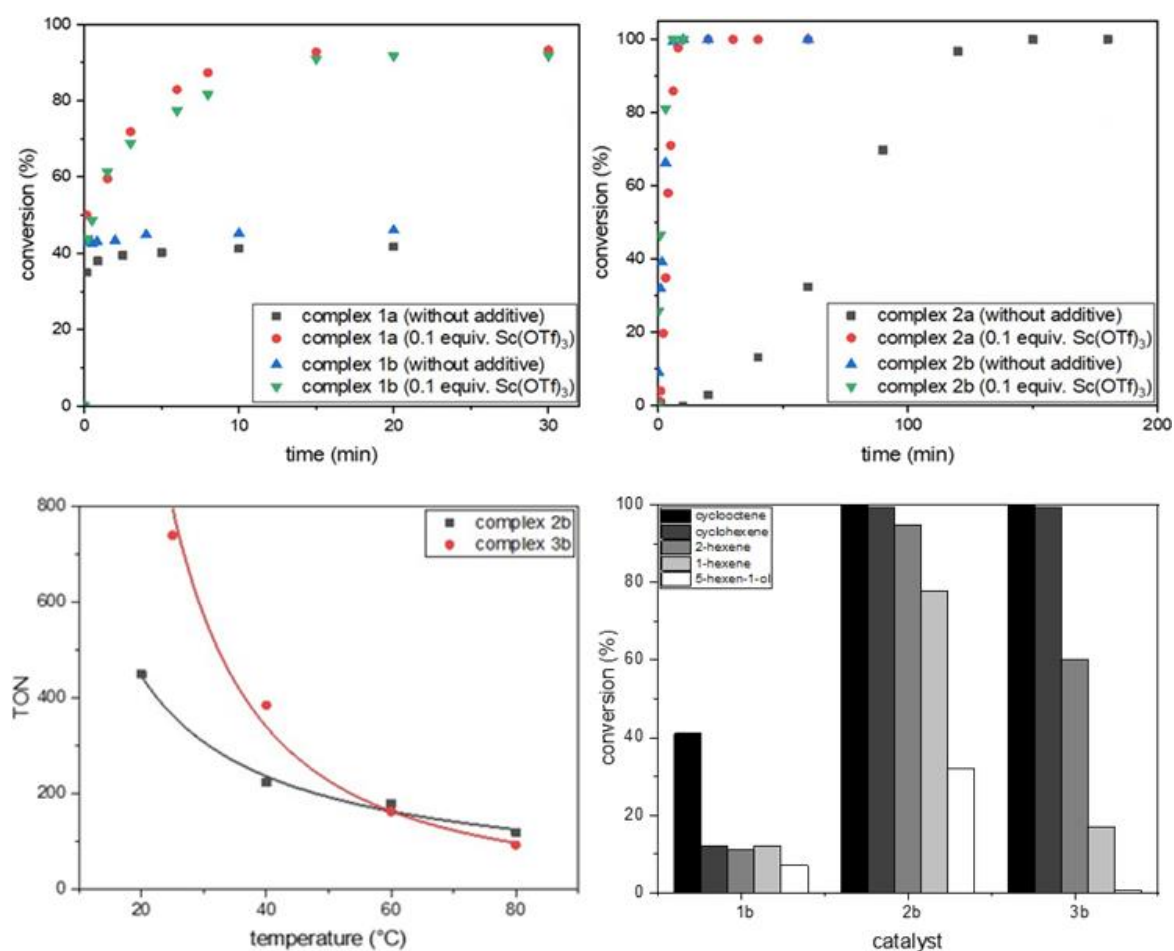 100
80
60
40
20
0
conversion (%)
complex 1a (without additive)
complex 1a (0.1 equiv. Sc(OTf)3)
complex 1b (without additive)
complex 1b (0.1 equiv. Sc(OTf)3)
0 10 20 30
time (min)
100
80
60
40
20
0
conversion (%)
complex 2a (without additive)
complex 2a (0.1 equiv. Sc(OTf)3)
complex 2b (without additive)
complex 2b (0.1 equiv. Sc(OTf)3)
0 100 200
time (min)
800
600
400
200
0
TON
complex 2b
complex 3b
20 40 60 80
temperature (°C)
100
80
60
40
20
0
conversion (%)
cyclooctene
cyclohexene
2-hexene
1-hexene
5-hexen-1-ol
1b 2b 3b
catalyst